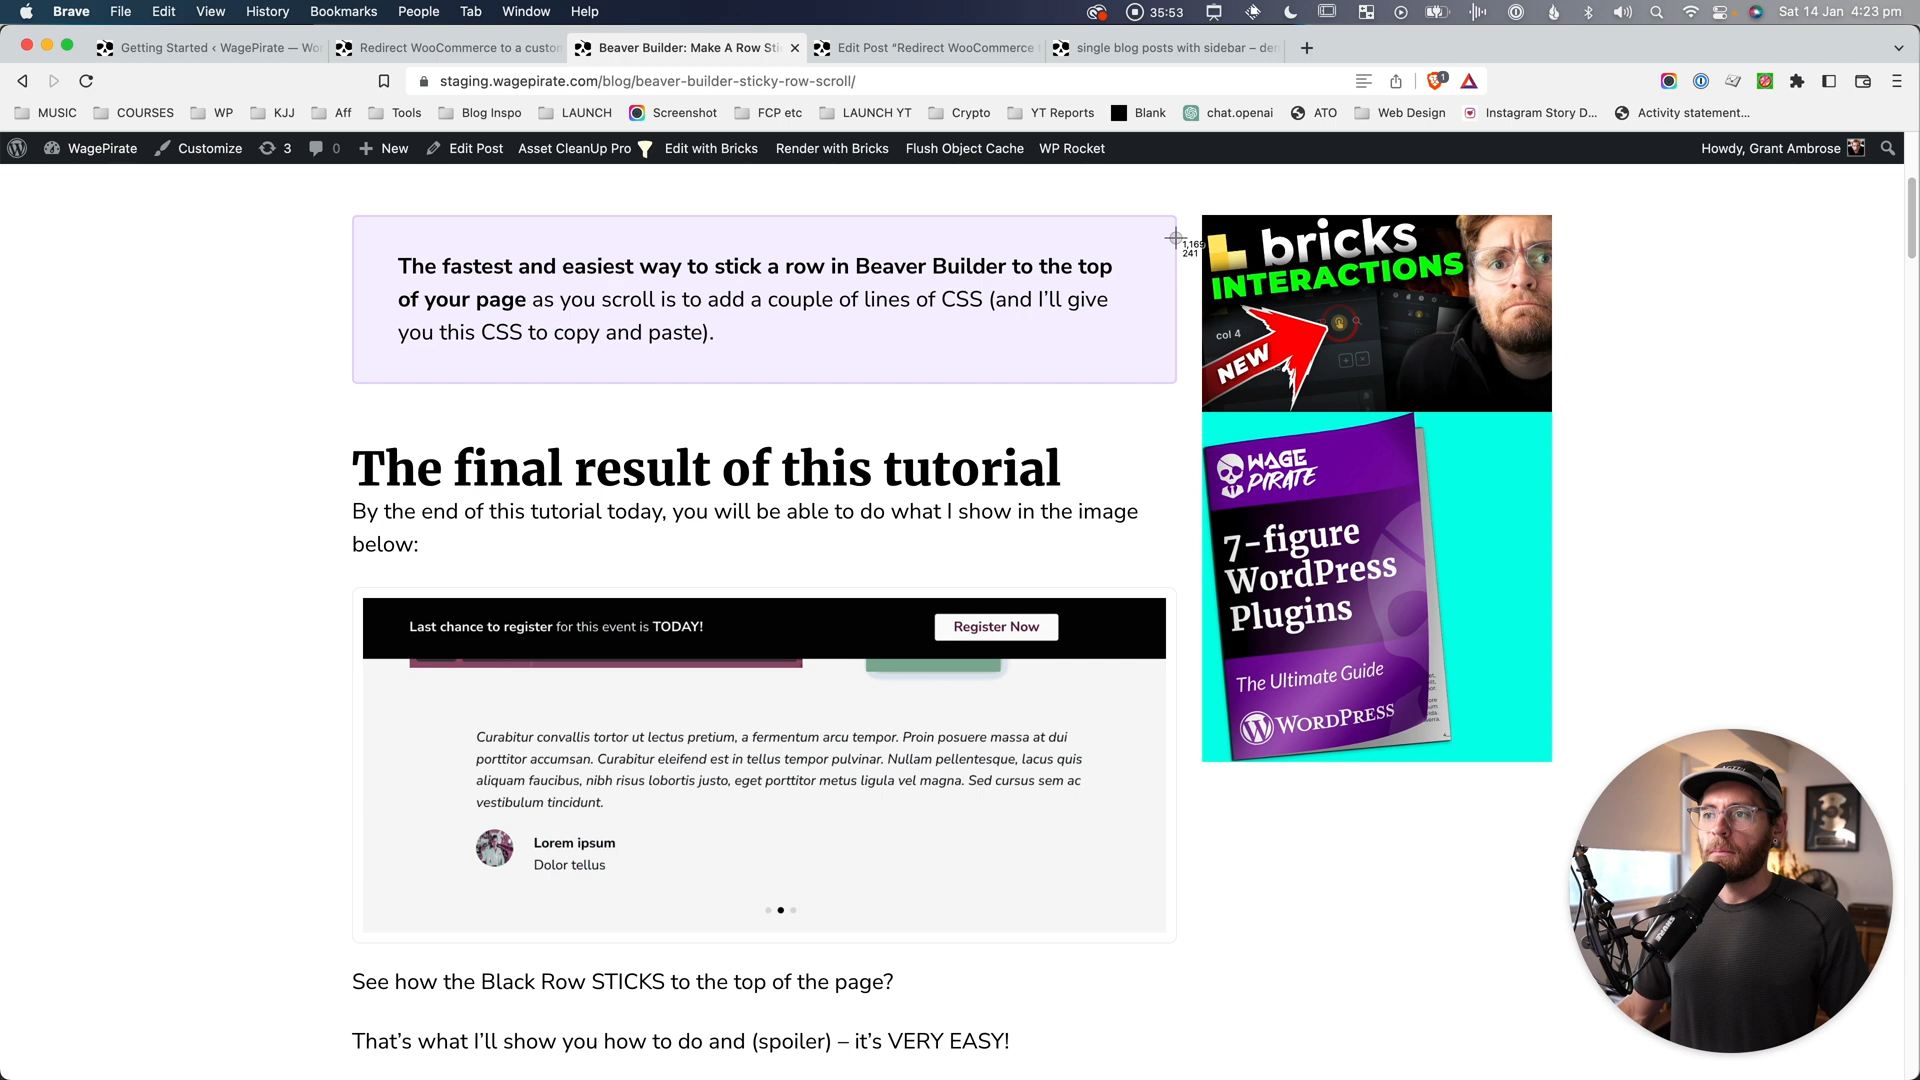 Brave File Edit View History Bookmarks People Tab Window Help 35:53 Sat 14 Jan 4:23 pm
Getting Started ‹ WagePirate — Wo Redirect WooCommerce to a custon Beaver Builder: Make A Row Sti Edit Post "Redirect WooCommerce single blog posts with sidebar – den
staging.wagepirate.com/blog/beaver-builder-sticky-row-scroll/ 1
MUSIC COURSES WP KJJ Aff Tools Blog Inspo LAUNCH Screenshot FCP etc LAUNCH YT Crypto YT Reports Blank chat.openai ATO Web Design Instagram Story D... Activity statement...
WagePirate Customize 3 0 New Edit Post Asset CleanUp Pro Edit with Bricks Render with Bricks Flush Object Cache WP Rocket Howdy, Grant Ambrose
The fastest and easiest way to stick a row in Beaver Builder to the top
of your page as you scroll is to add a couple of lines of CSS (and I'll give
you this CSS to copy and paste).
1,169
241
bricks
INTERACTIONS
col 4
NEW
The final result of this tutorial
By the end of this tutorial today, you will be able to do what I show in the image
below:
WAGE
PIRATE
7-figure
WordPress
Plugins
The Ultimate Guide
WORDPRESS
Last chance to register for this event is TODAY! Register Now
Curabitur convallis tortor ut lectus pretium, a fermentum arcu tempor. Proin posuere massa at dui
porttitor accumsan. Curabitur eleifend est in tellus tempor pulvinar. Nullam pellentesque, lacus quis
aliquam faucibus, nibh risus lobortis justo, eget porttitor metus ligula vel magna. Sed cursus sem ac
vestibulum tincidunt.
Lorem ipsum
Dolor tellus
See how the Black Row STICKS to the top of the page?
That's what I'll show you how to do and (spoiler) – it's VERY EASY!
SHURE